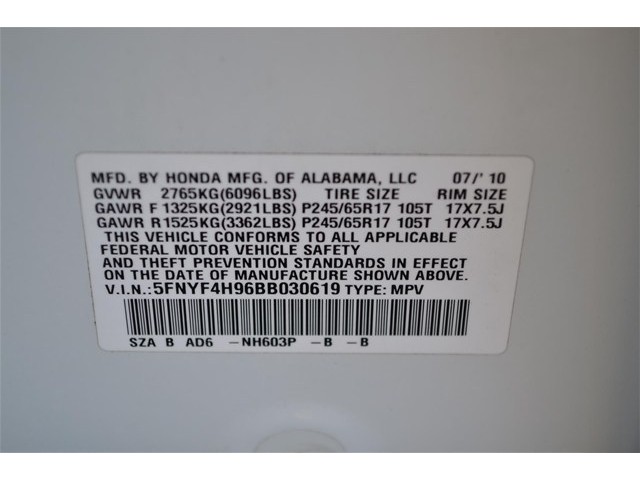 MFD. BY HONDA MFG. OF ALABAMA, LLC 07/' 10
GVWR 2765KG(6096LBS) TIRE SIZE RIM SIZE
GAWR F 1325KG(2921LBS) P245/65R17 105T 17X7.5J
GAWR R1525KG(3362LBS) P245/65R17 105T 17X7.5J
THIS VEHICLE CONFORMS TO ALL APPLICABLE
FEDERAL MOTOR VEHICLE SAFETY
AND THEFT PREVENTION STANDARDS IN EFFECT
ON THE DATE OF MANUFACTURE SHOWN ABOVE.
V.I.N.:5FNYF4H96BB030619 TYPE: MPV
SZA B AD6 -NH603P -B -B